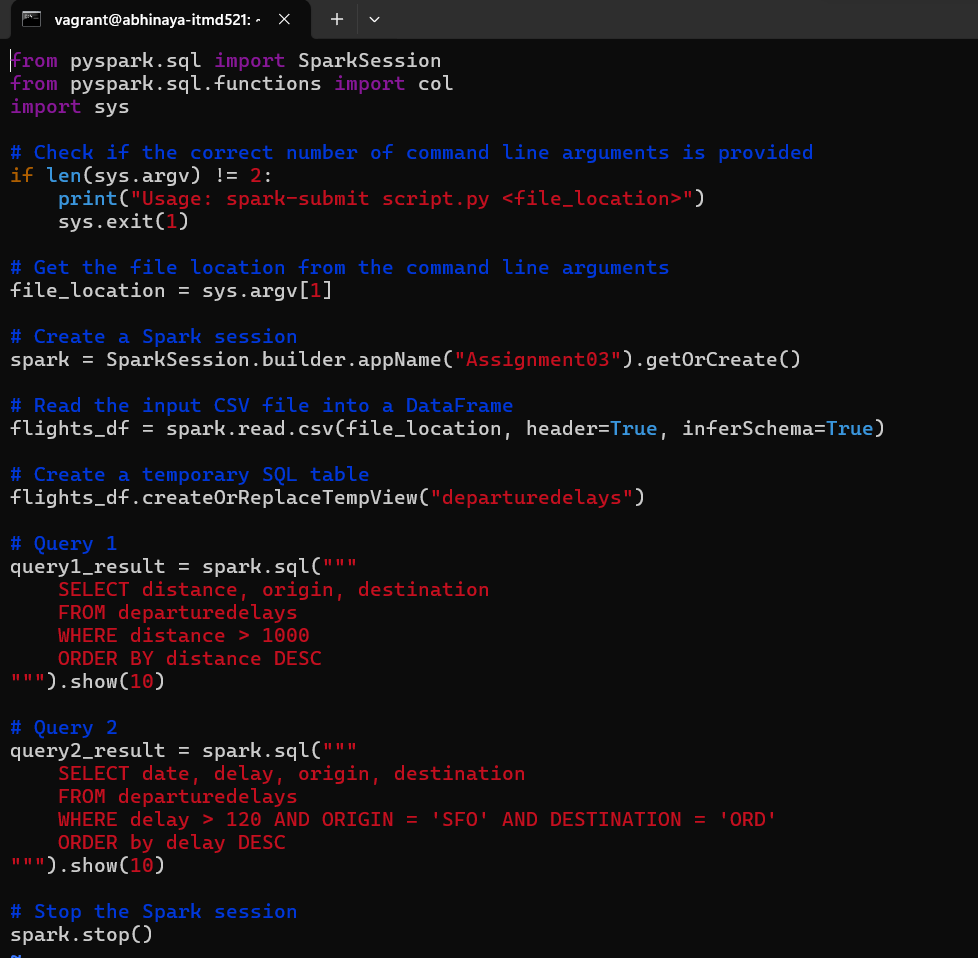 vagrant@abhinaya-itmd521: ~
from pyspark.sql import SparkSession
from pyspark.sql.functions import col
import sys

# Check if the correct number of command line arguments is provided
if len(sys.argv) != 2:
    print("Usage: spark-submit script.py <file_location>")
    sys.exit(1)

# Get the file location from the command line arguments
file_location = sys.argv[1]

# Create a Spark session
spark = SparkSession.builder.appName("Assignment03").getOrCreate()

# Read the input CSV file into a DataFrame
flights_df = spark.read.csv(file_location, header=True, inferSchema=True)

# Create a temporary SQL table
flights_df.createOrReplaceTempView("departuredelays")

# Query 1
query1_result = spark.sql("""
    SELECT distance, origin, destination
    FROM departuredelays
    WHERE distance > 1000
    ORDER BY distance DESC
""").show(10)

# Query 2
query2_result = spark.sql("""
    SELECT date, delay, origin, destination
    FROM departuredelays
    WHERE delay > 120 AND ORIGIN = 'SFO' AND DESTINATION = 'ORD'
    ORDER by delay DESC
""").show(10)

# Stop the Spark session
spark.stop()
~